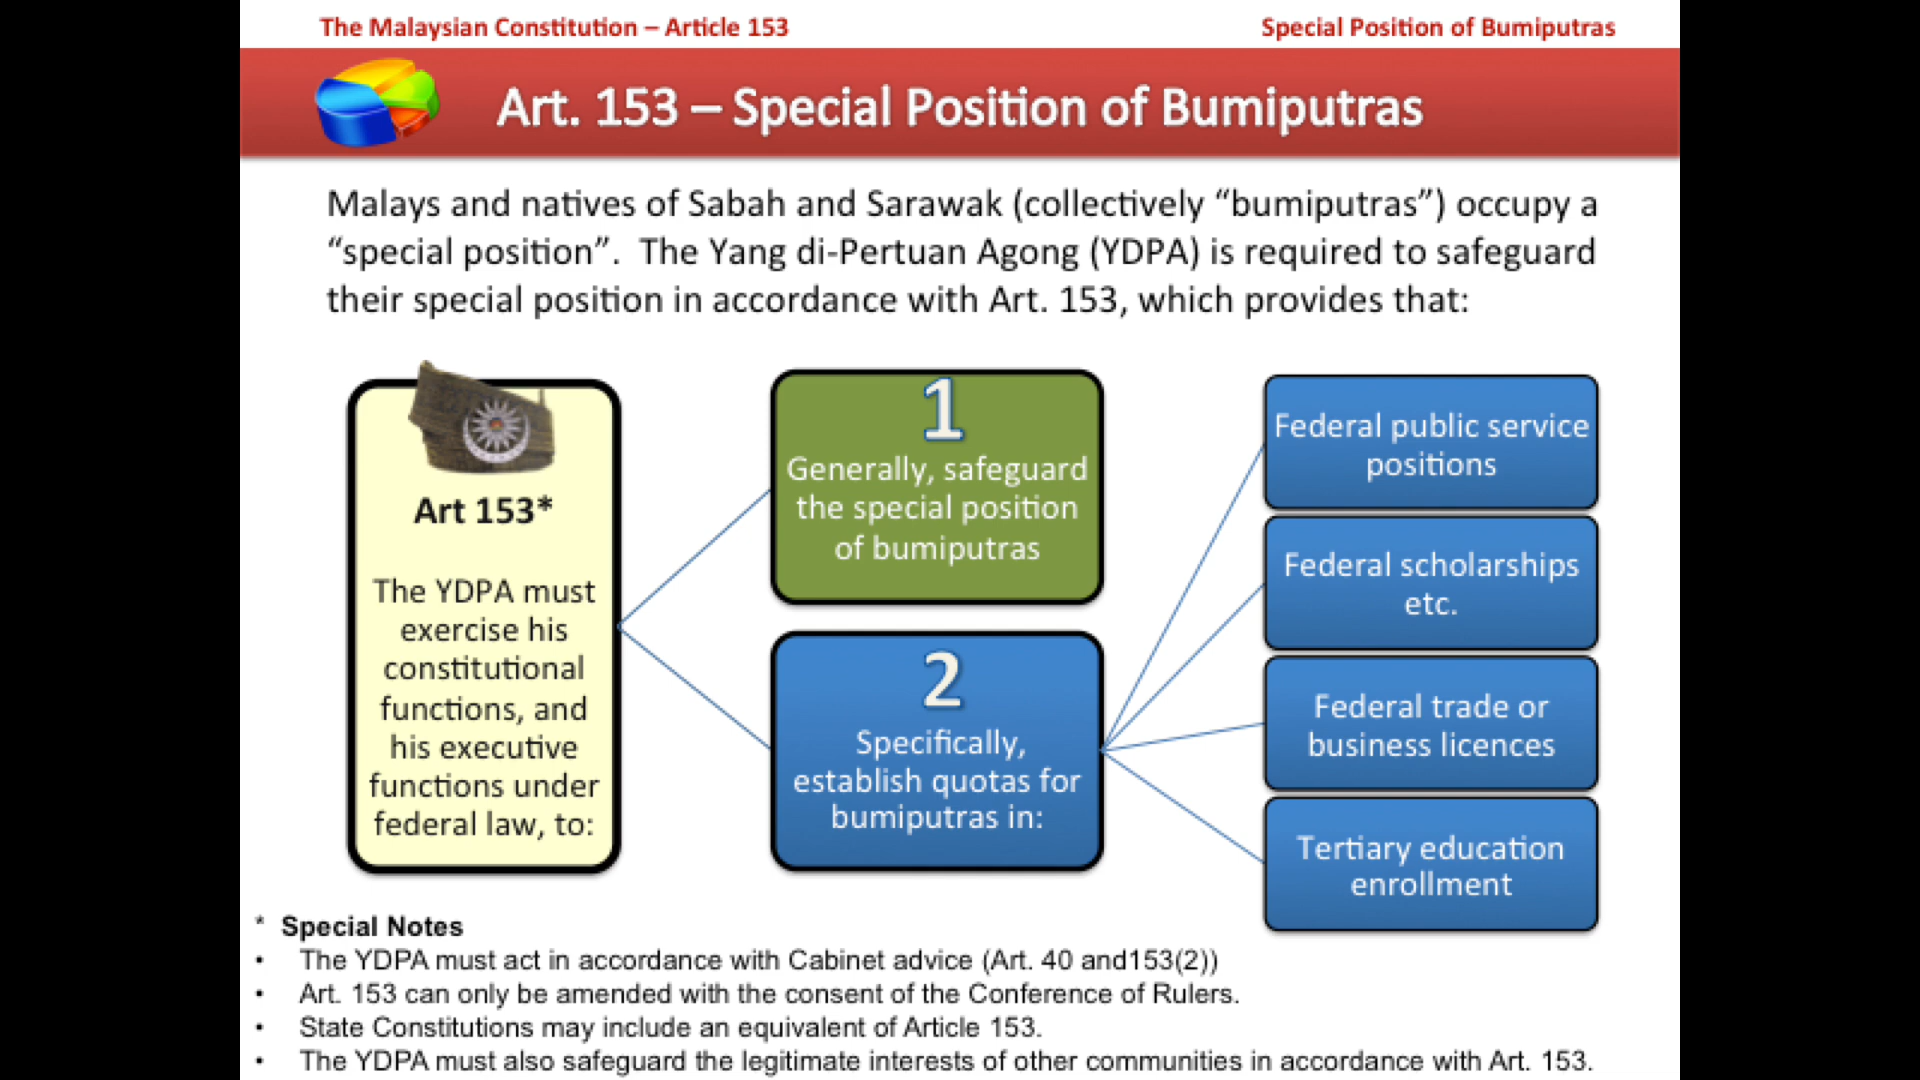 The Malaysian Constitution – Article 153
Special Position of Bumiputras
Art. 153 – Special Position of Bumiputras
Malays and natives of Sabah and Sarawak (collectively “bumiputras”) occupy a
“special position”.  The Yang di-Pertuan Agong (YDPA) is required to safeguard
their special position in accordance with Art. 153, which provides that:
Art 153*
The YDPA must
exercise his
constitutional
functions, and
his executive
functions under
federal law, to:
1
Generally, safeguard
the special position
of bumiputras
2
Specifically,
establish quotas for
bumiputras in:
Federal public service
positions
Federal scholarships
etc.
Federal trade or
business licences
Tertiary education
enrollment
* Special Notes
• The YDPA must act in accordance with Cabinet advice (Art. 40 and153(2))
• Art. 153 can only be amended with the consent of the Conference of Rulers.
• State Constitutions may include an equivalent of Article 153.
• The YDPA must also safeguard the legitimate interests of other communities in accordance with Art. 153.